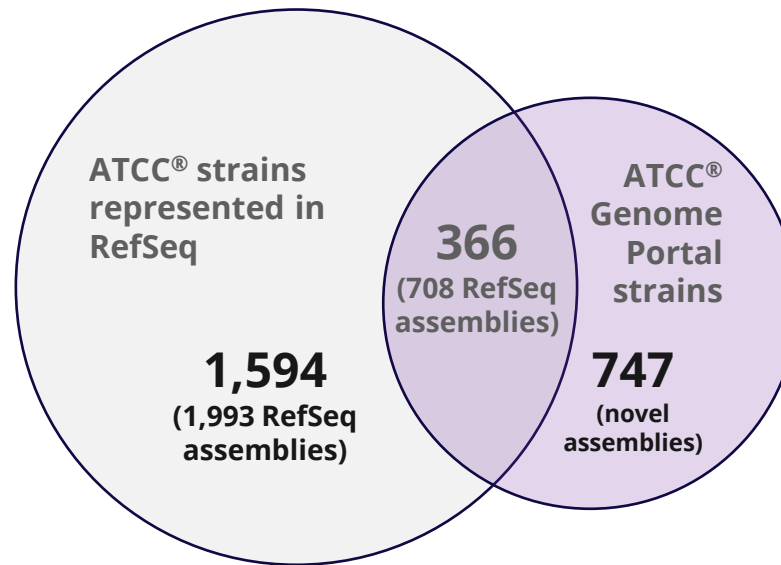 ATCC® strains
represented in
RefSeq
1,594
(1,993 RefSeq
assemblies)
366
(708 RefSeq
assemblies)
ATCC®
Genome
Portal
strains
747
(novel
assemblies)